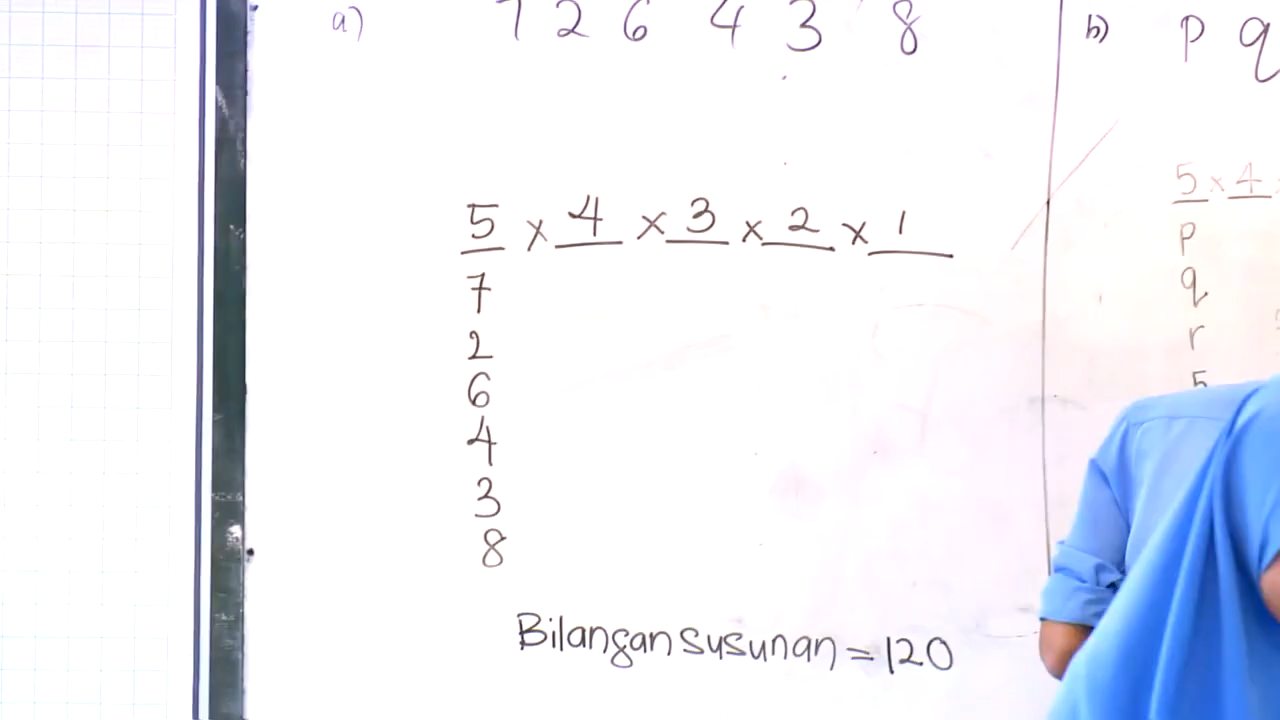 a) 7 2 6 4 3 8
5 x 4 x 3 x 2 x 1
7
2
6
4
3
8
Bilangan susunan = 120
b) p q
5 x 4
p
q
r